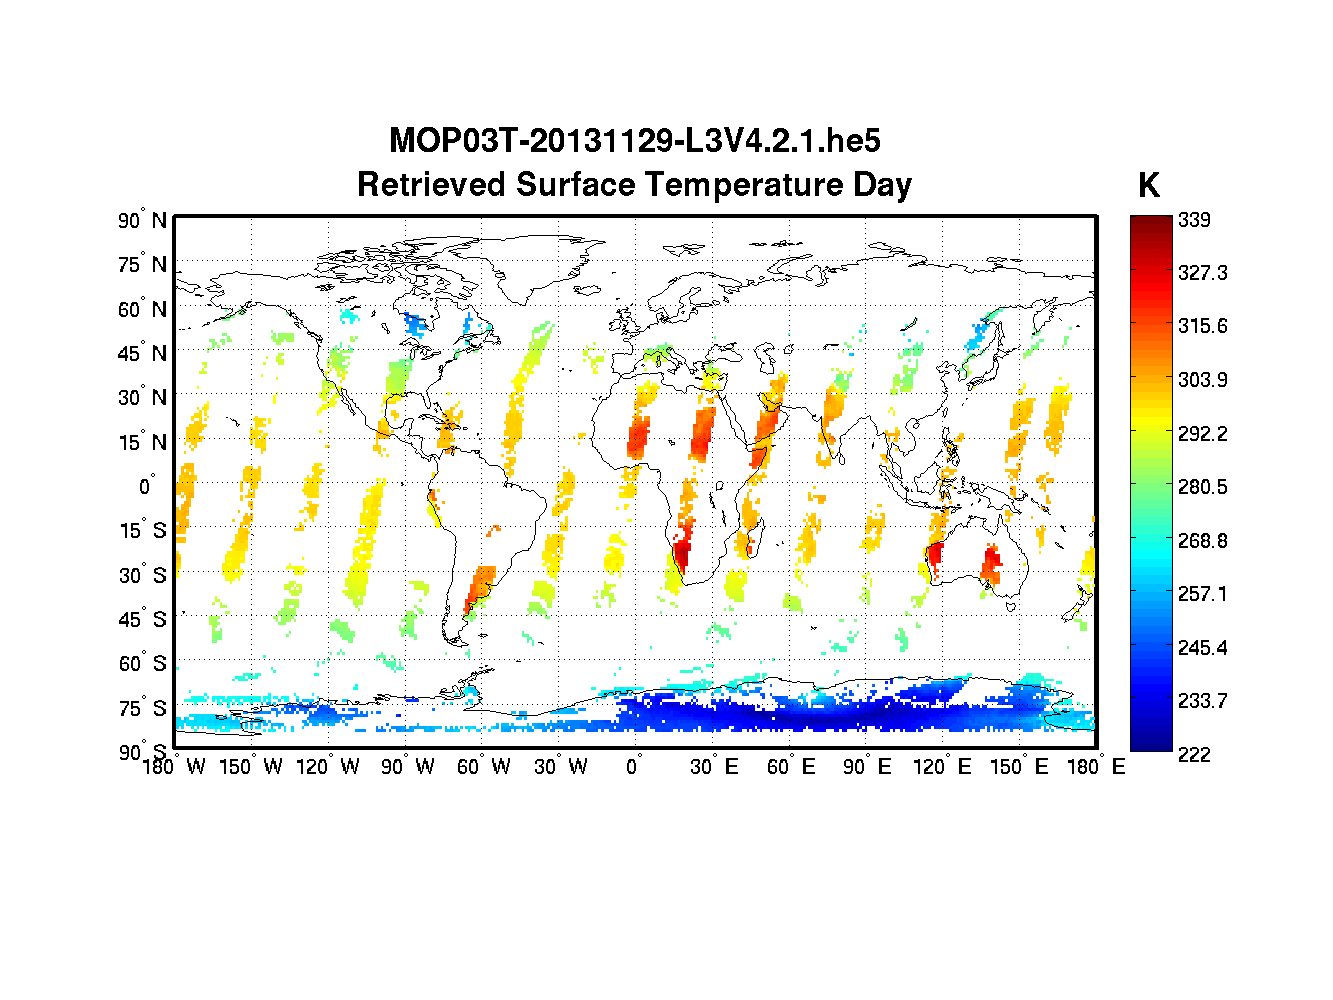 MOP03T-20131129-L3V4.2.1.he5
Retrieved Surface Temperature Day
K
90° N
75° N
60° N
45° N
30° N
15° N
0°
15° S
30° S
45° S
60° S
75° S
90° S
180° W 150° W 120° W 90° W 60° W 30° W 0° 30° E 60° E 90° E 120° E 150° E 180° E
339
327.3
315.6
303.9
292.2
280.5
268.8
257.1
245.4
233.7
222